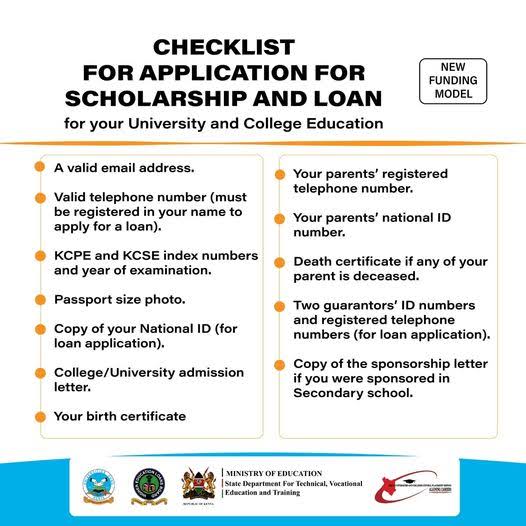 CHECKLIST
FOR APPLICATION FOR
SCHOLARSHIP AND LOAN
for your University and College Education
NEW
FUNDING
MODEL
A valid email address.
Valid telephone number (must
be registered in your name to
apply for a loan).
KCPE and KCSE index numbers
and year of examination.
Passport size photo.
Copy of your National ID (for
loan application).
College/University admission
letter.
Your birth certificate
Your parents’ registered
telephone number.
Your parents’ national ID
number.
Death certificate if any of your
parent is deceased.
Two guarantors’ ID numbers
and registered telephone
numbers (for loan application).
Copy of the sponsorship letter
if you were sponsored in
Secondary school.
REPUBLIC OF KENYA
MINISTRY OF EDUCATION
State Department For Technical, Vocational
Education and Training